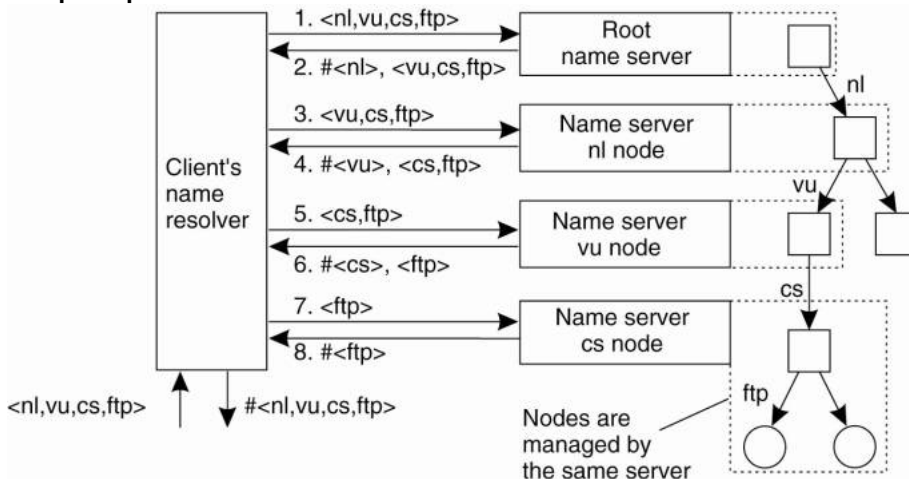 1. <nl,vu,cs,ftp>
2. #<nl>, <vu,cs,ftp>
3. <vu,cs,ftp>
4. #<vu>, <cs,ftp>
5. <cs,ftp>
6. #<cs>, <ftp>
7. <ftp>
8. #<ftp>
Client's
name
resolver
<nl,vu,cs,ftp>
#<nl,vu,cs,ftp>
Root
name server
Name server
nl node
Name server
vu node
Name server
cs node
nl
vu
cs
ftp
Nodes are
managed by
the same server